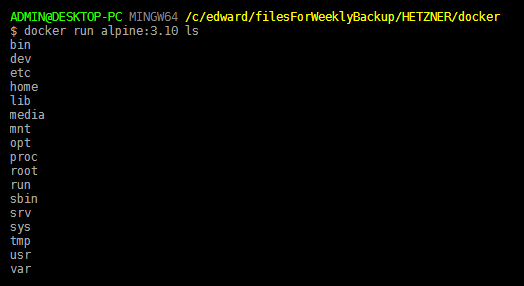 ADMIN@DESKTOP-PC MINGW64 /c/edward/filesForWeeklyBackup/HETZNER/docker
$ docker run alpine:3.10 ls
bin
dev
etc
home
lib
media
mnt
opt
proc
root
run
sbin
srv
sys
tmp
usr
var